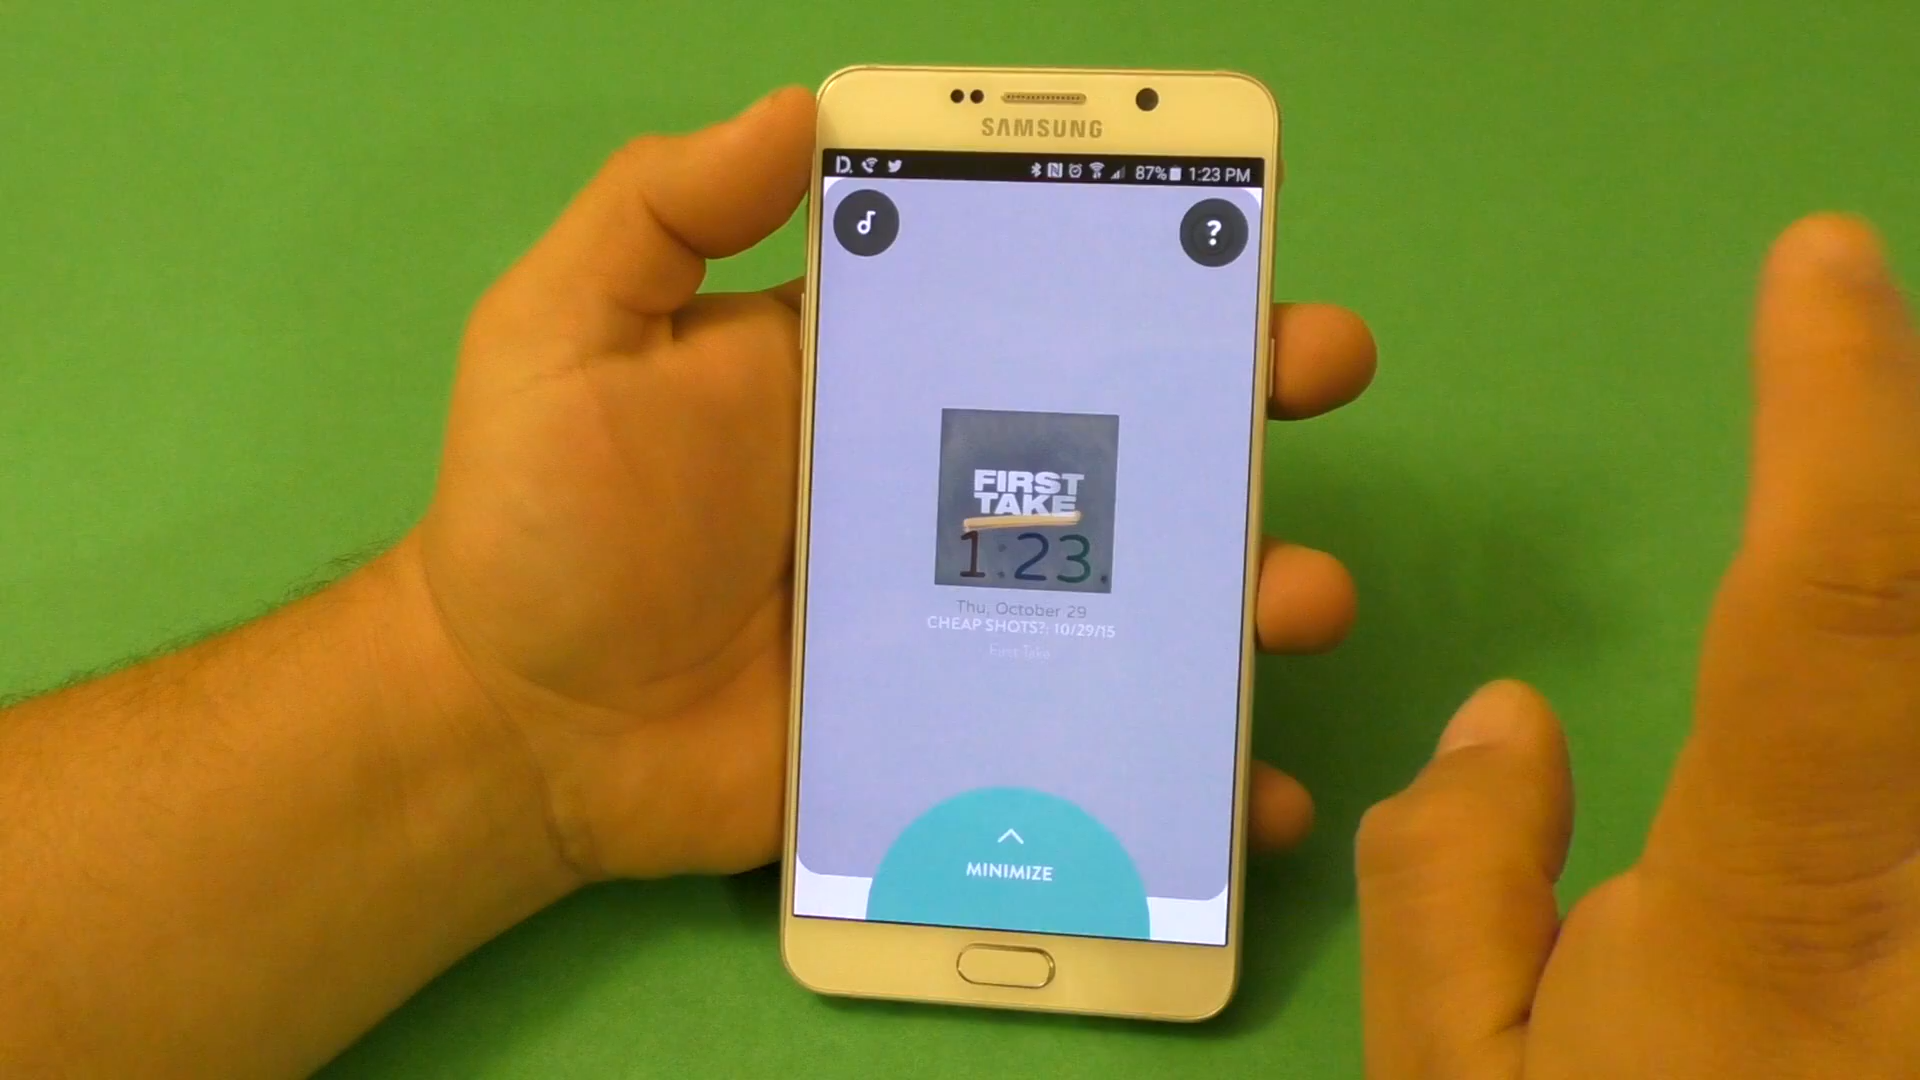 SAMSUNG
D. 87% 1:23 PM
?
FIRST
TAKE
1:23
Thu, October 29
CHEAP SHOTS?: 10/29/15
First Take
MINIMIZE